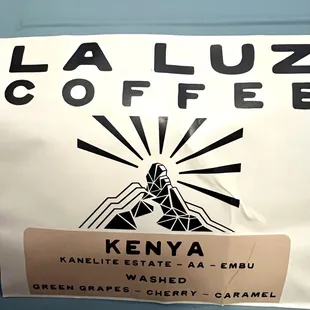 LA LUZ
COFFEE
KENYA
KANELITE ESTATE - AA - EMBU
WASHED
GREEN GRAPES - CHERRY - CARAMEL